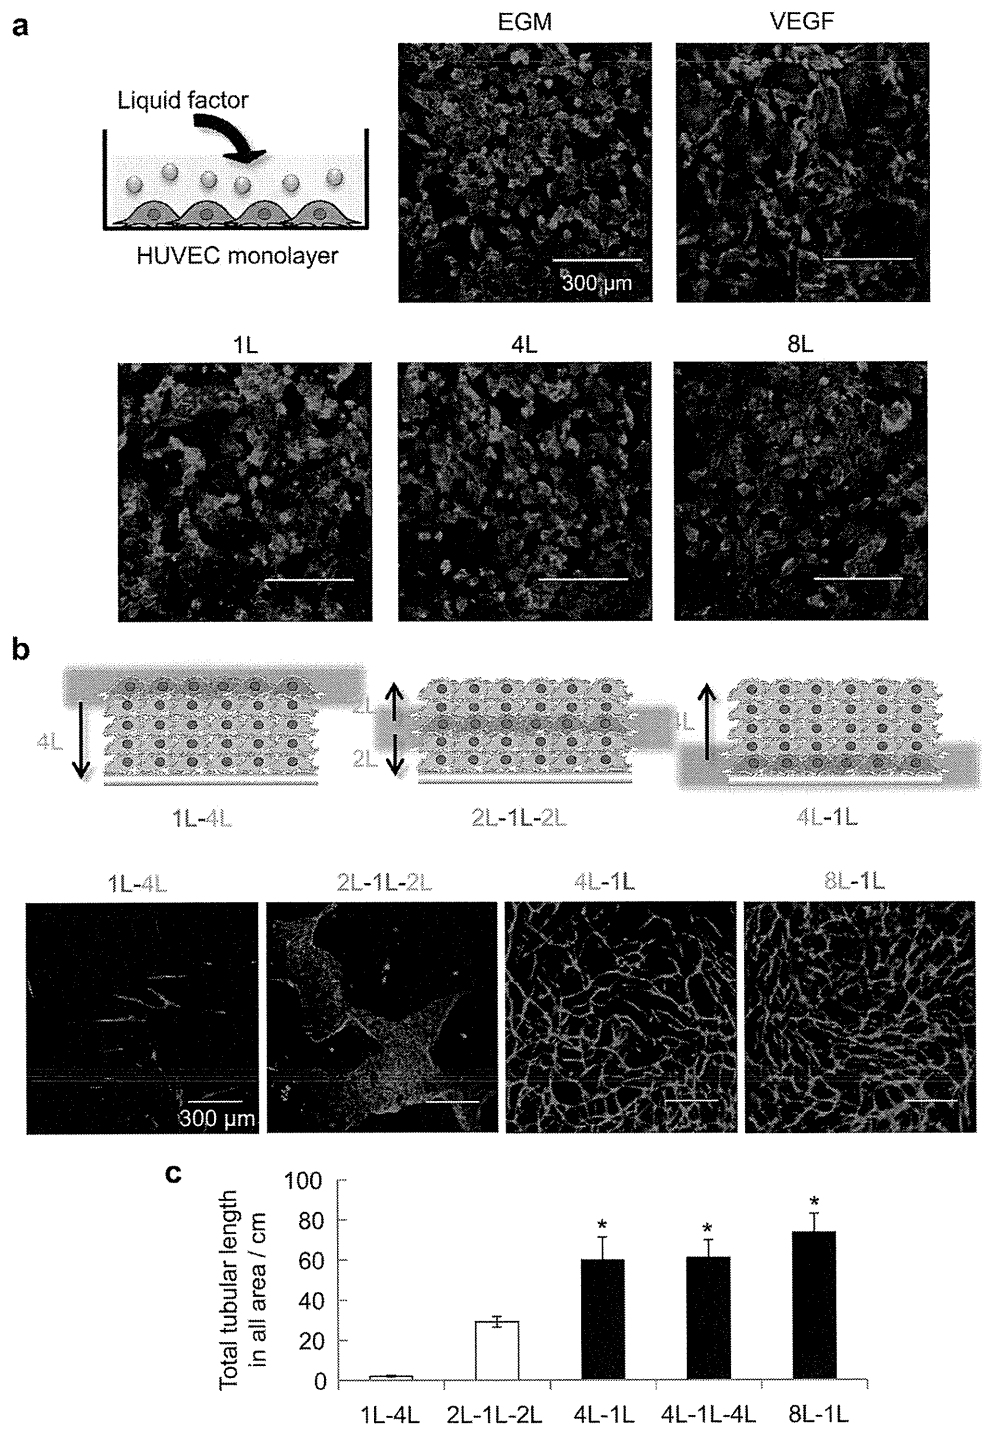 a
EGM
VEGF
Liquid factor
HUVEC monolayer
300 μm
1L
4L
8L
b
4L
2L
2L
4L
1L-4L
2L-1L-2L
4L-1L
1L-4L
2L-1L-2L
4L-1L
8L-1L
300 μm
c
Total tubular length
in all area / cm
100
80
60
40
20
0
*
*
*
1L-4L
2L-1L-2L
4L-1L
4L-1L-4L
8L-1L